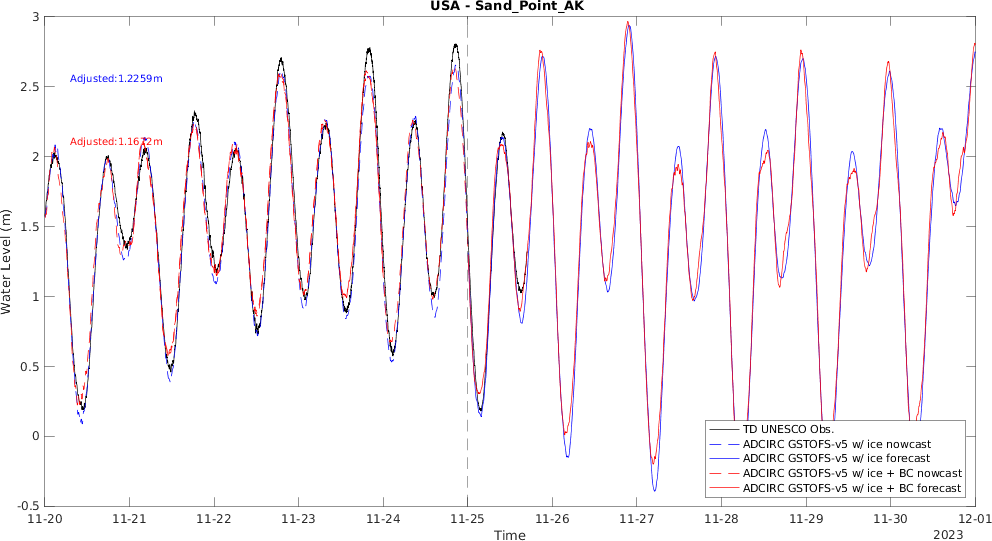 USA - Sand_Point_AK
3
2.5
2
1.5
1
0.5
0
-0.5
Water Level (m)
Adjusted:1.2259m
Adjusted:1.1672m
TD UNESCO Obs.
ADCIRC GSTOFS-v5 w/ ice nowcast
ADCIRC GSTOFS-v5 w/ ice forecast
ADCIRC GSTOFS-v5 w/ ice + BC nowcast
ADCIRC GSTOFS-v5 w/ ice + BC forecast
11-20 11-21 11-22 11-23 11-24 11-25 11-26 11-27 11-28 11-29 11-30 12-01
Time
2023